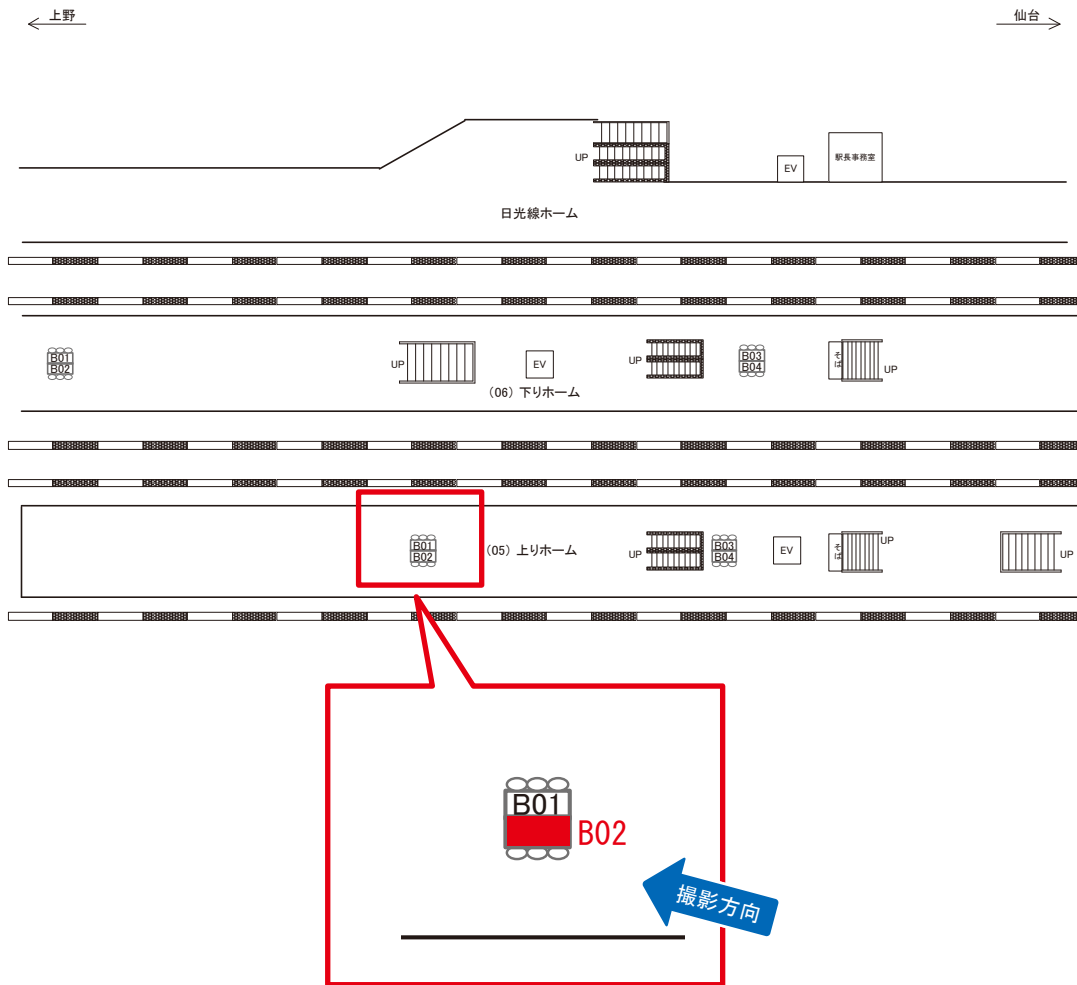 上野
仙台
UP
EV
駅長事務室
日光線ホーム
B01
B02
UP
EV
UP
B03
B04
そば
UP
(06) 下りホーム
B01
B02
(05) 上りホーム
UP
B03
B04
EV
そば
UP
UP
B01
B02
撮影方向